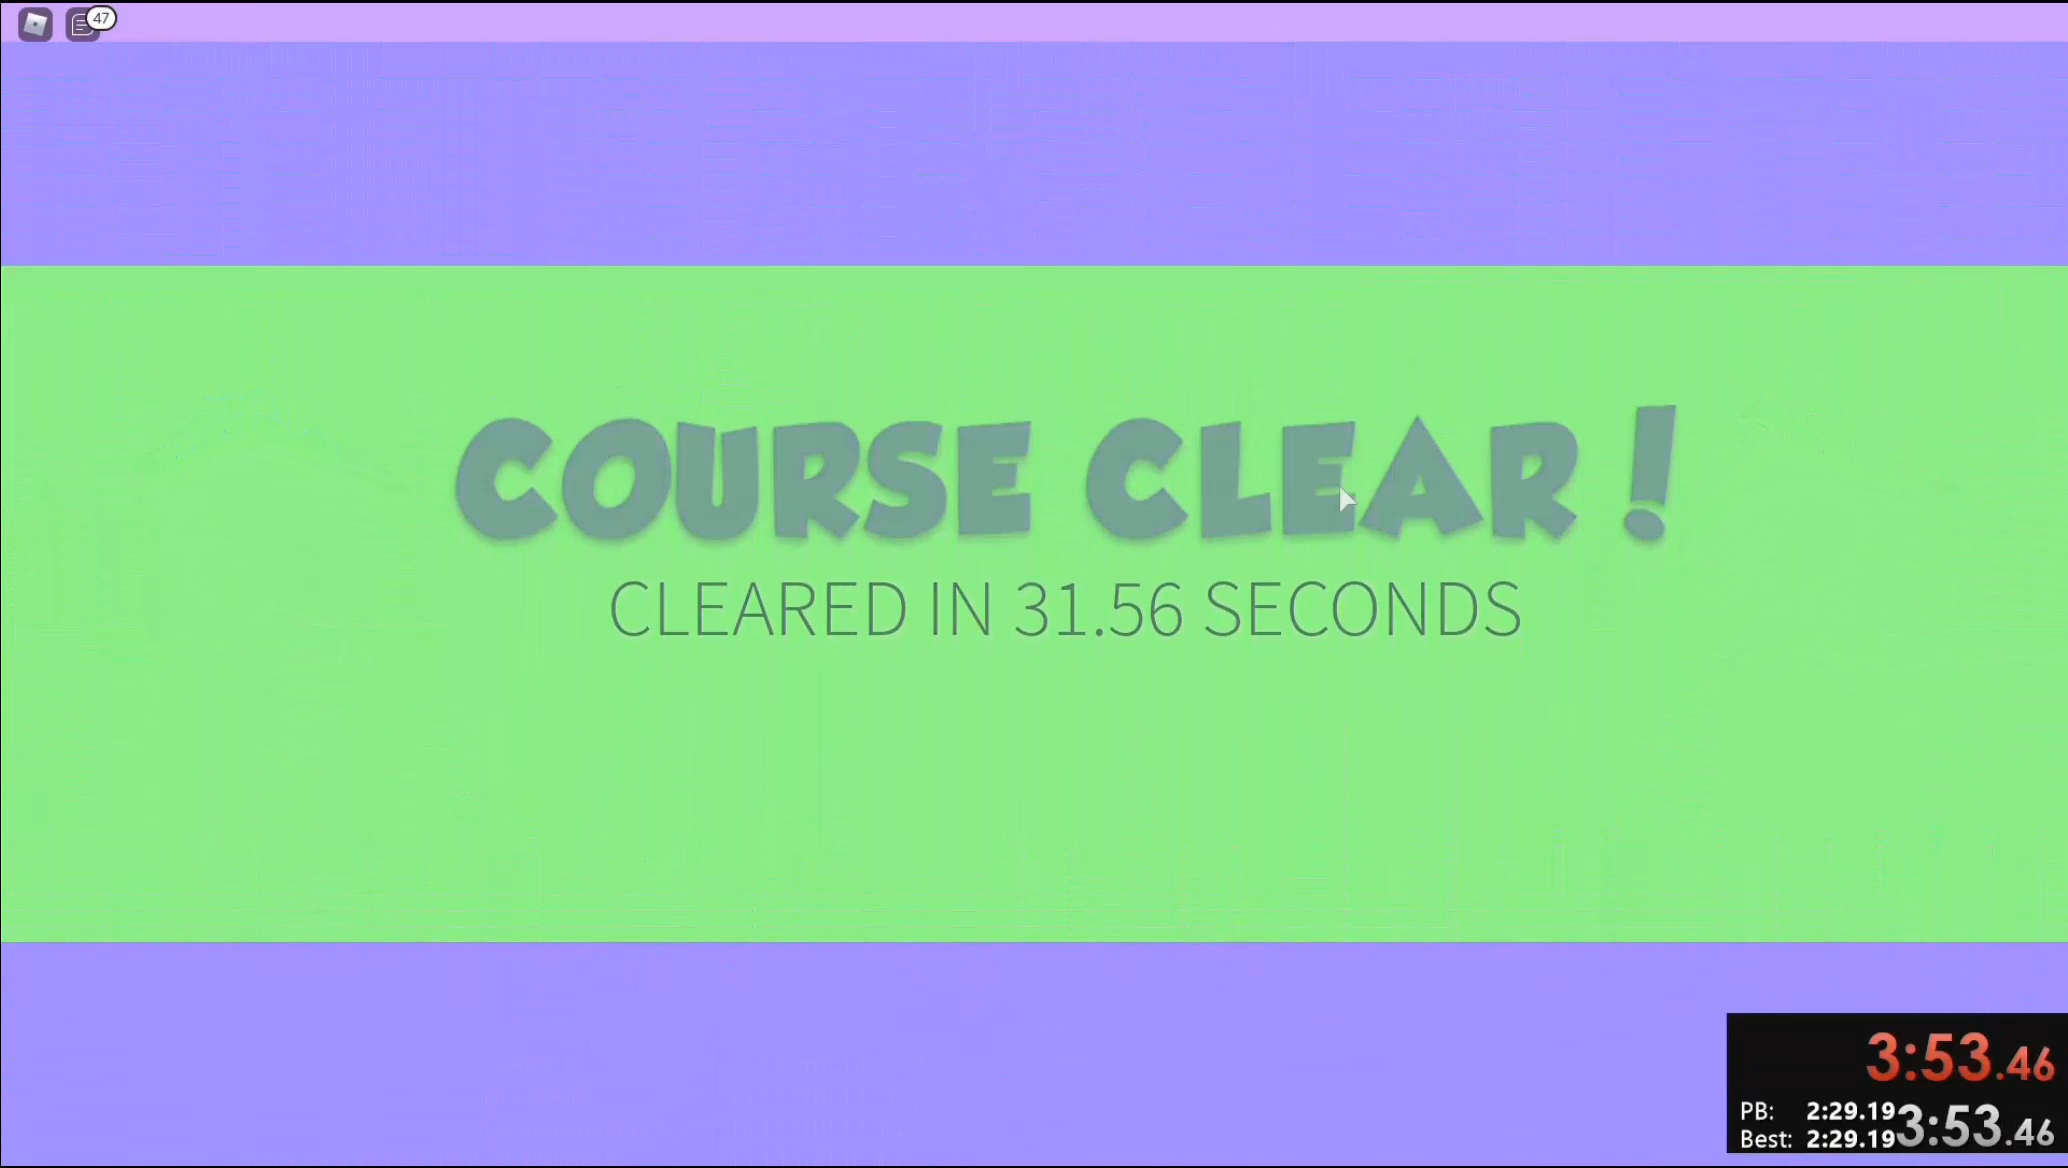 47
COURSE CLEAR!
CLEARED IN 31.56 SECONDS
3:53.46
PB: 2:29.19
Best: 2:29.19
3:53.46